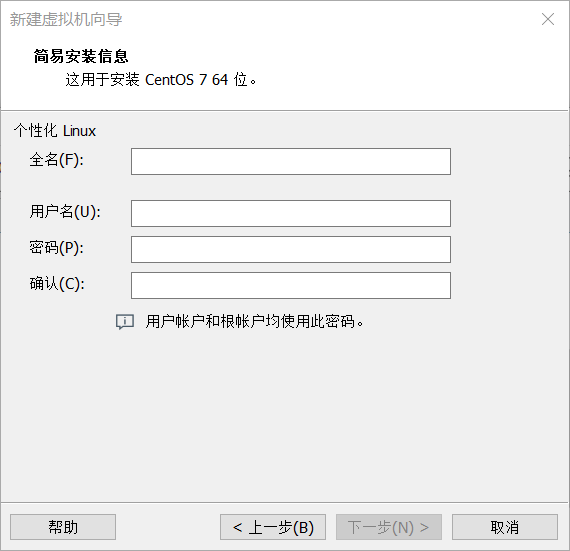 新建虚拟机向导
简易安装信息
这用于安装 CentOS 7 64 位。
个性化 Linux
全名(F):
用户名(U):
密码(P):
确认(C):
用户帐户和根帐户均使用此密码。
帮助
< 上一步(B)
下一步(N) >
取消